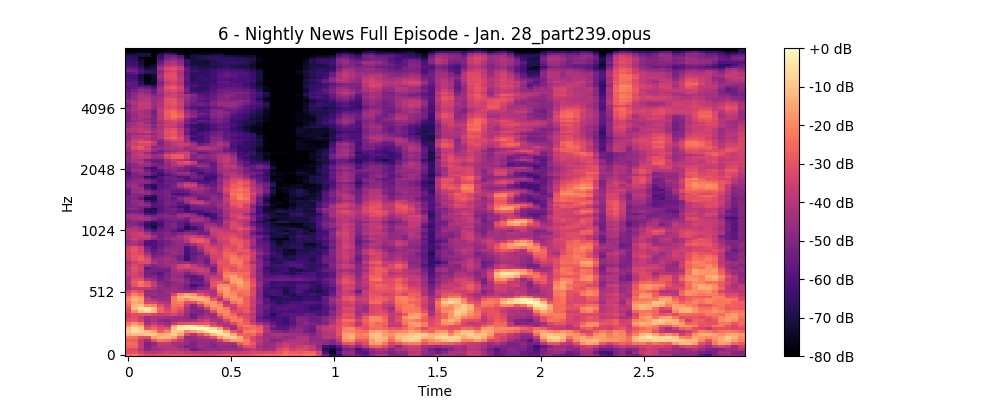 6 - Nightly News Full Episode - Jan. 28_part239.opus
+0 dB
-10 dB
-20 dB
-30 dB
-40 dB
-50 dB
-60 dB
-70 dB
-80 dB
Hz
4096
2048
1024
512
0
0
0.5
1
1.5
2
2.5
Time